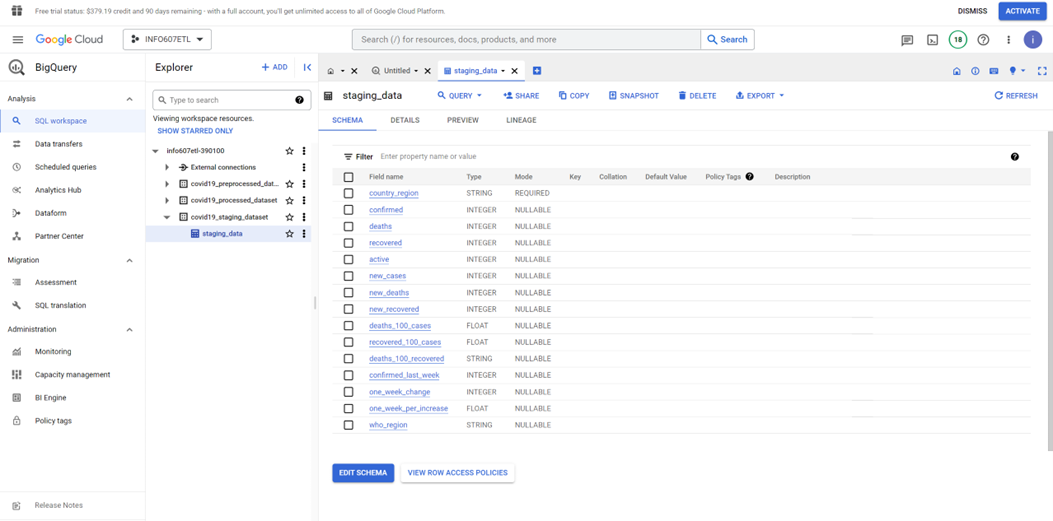 Free trial status: $379.19 credit and 90 days remaining - with a full account, you'll get unlimited access to all of Google Cloud Platform.
DISMISS
ACTIVATE
Google Cloud
INFO607ETL
Search (/) for resources, docs, products, and more
Search
18
i
BigQuery
Analysis
SQL workspace
Data transfers
Scheduled queries
Analytics Hub
Dataform
Partner Center
Migration
Assessment
SQL translation
Administration
Monitoring
Capacity management
BI Engine
Policy tags
Release Notes
Explorer
+ ADD
Type to search
Viewing workspace resources.
SHOW STARRED ONLY
info607etl-390100
External connections
covid19_preprocessed_dat...
covid19_processed_dataset
covid19_staging_dataset
staging_data
Untitled
staging_data
staging_data
QUERY
SHARE
COPY
SNAPSHOT
DELETE
EXPORT
REFRESH
SCHEMA DETAILS PREVIEW LINEAGE
Filter Enter property name or value
Field name Type Mode Key Collation Default Value Policy Tags Description
country_region STRING REQUIRED
confirmed INTEGER NULLABLE
deaths INTEGER NULLABLE
recovered INTEGER NULLABLE
active INTEGER NULLABLE
new_cases INTEGER NULLABLE
new_deaths INTEGER NULLABLE
new_recovered INTEGER NULLABLE
deaths_100_cases FLOAT NULLABLE
recovered_100_cases FLOAT NULLABLE
deaths_100_recovered STRING NULLABLE
confirmed_last_week INTEGER NULLABLE
one_week_change INTEGER NULLABLE
one_week_per_increase FLOAT NULLABLE
who_region STRING NULLABLE
EDIT SCHEMA
VIEW ROW ACCESS POLICIES